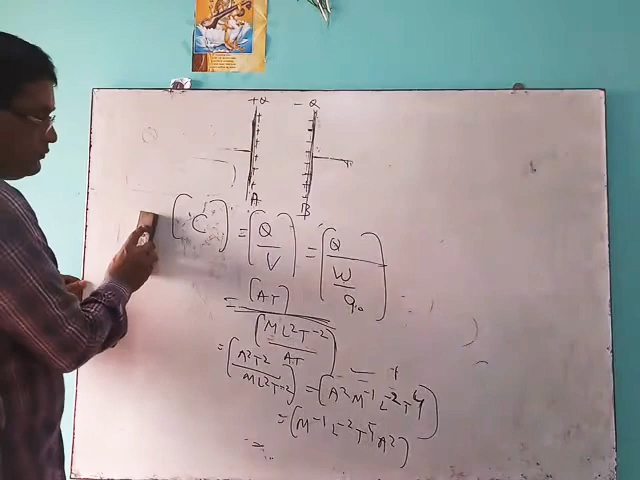 +Q -Q
A B
[C] = [Q/V] = [Q/(W/q₀)]
= [AT]/[ML²T⁻²/AT]
= [A²T²/ML²T⁻²] = [A²M⁻¹L⁻²T⁴]
= [M⁻¹L⁻²T⁴A²]
=